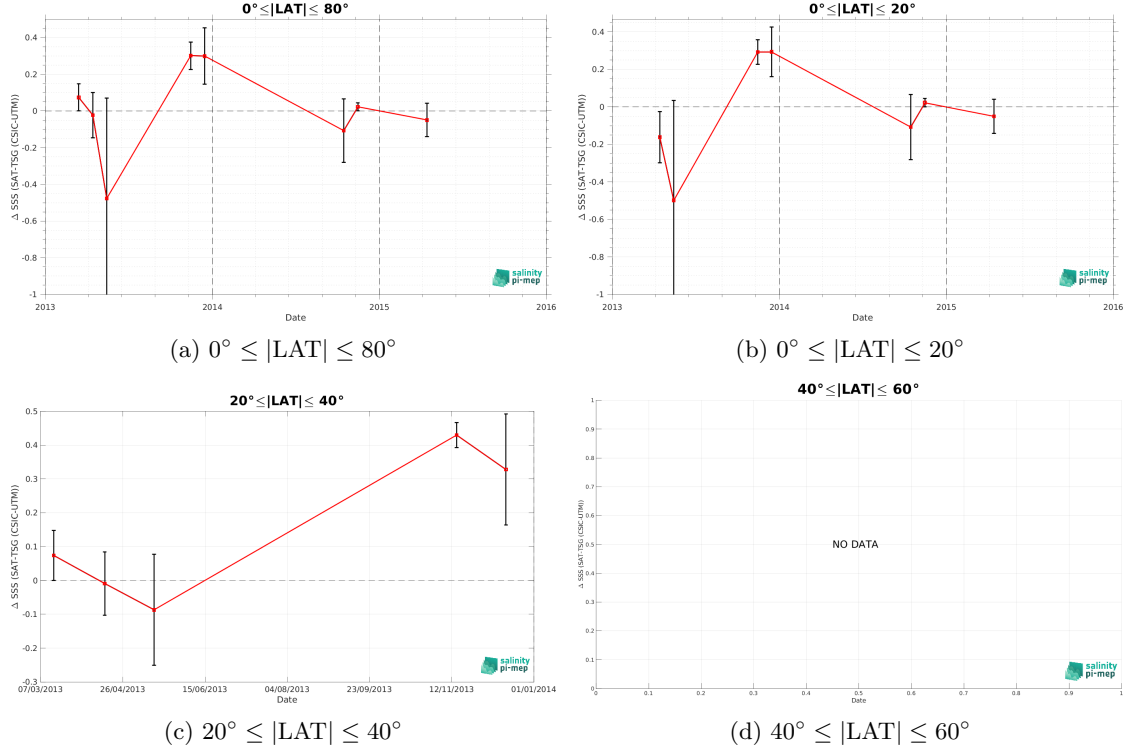 0°≤|LAT|≤ 80°
Δ SSS (SAT-TSG (CSIC-UTM))
0.4
0.2
0
-0.2
-0.4
-0.6
-0.8
-1
2013
2014
2015
2016
Date
salinity
pi-mep
(a) 0° ≤ |LAT| ≤ 80°
0°≤|LAT|≤ 20°
Δ SSS (SAT-TSG (CSIC-UTM))
0.4
0.2
0
-0.2
-0.4
-0.6
-0.8
-1
2013
2014
2015
2016
Date
salinity
pi-mep
(b) 0° ≤ |LAT| ≤ 20°
20°≤|LAT|≤ 40°
Δ SSS (SAT-TSG (CSIC-UTM))
0.5
0.4
0.3
0.2
0.1
0
-0.1
-0.2
-0.3
07/03/2013
26/04/2013
15/06/2013
04/08/2013
23/09/2013
12/11/2013
01/01/2014
Date
salinity
pi-mep
(c) 20° ≤ |LAT| ≤ 40°
40°≤|LAT|≤ 60°
Δ SSS (SAT-TSG (CSIC-UTM))
1
0.9
0.8
0.7
0.6
0.5
0.4
0.3
0.2
0.1
0
NO DATA
0
0.1
0.2
0.3
0.4
0.5
0.6
0.7
0.8
0.9
1
Date
salinity
pi-mep
(d) 40° ≤ |LAT| ≤ 60°